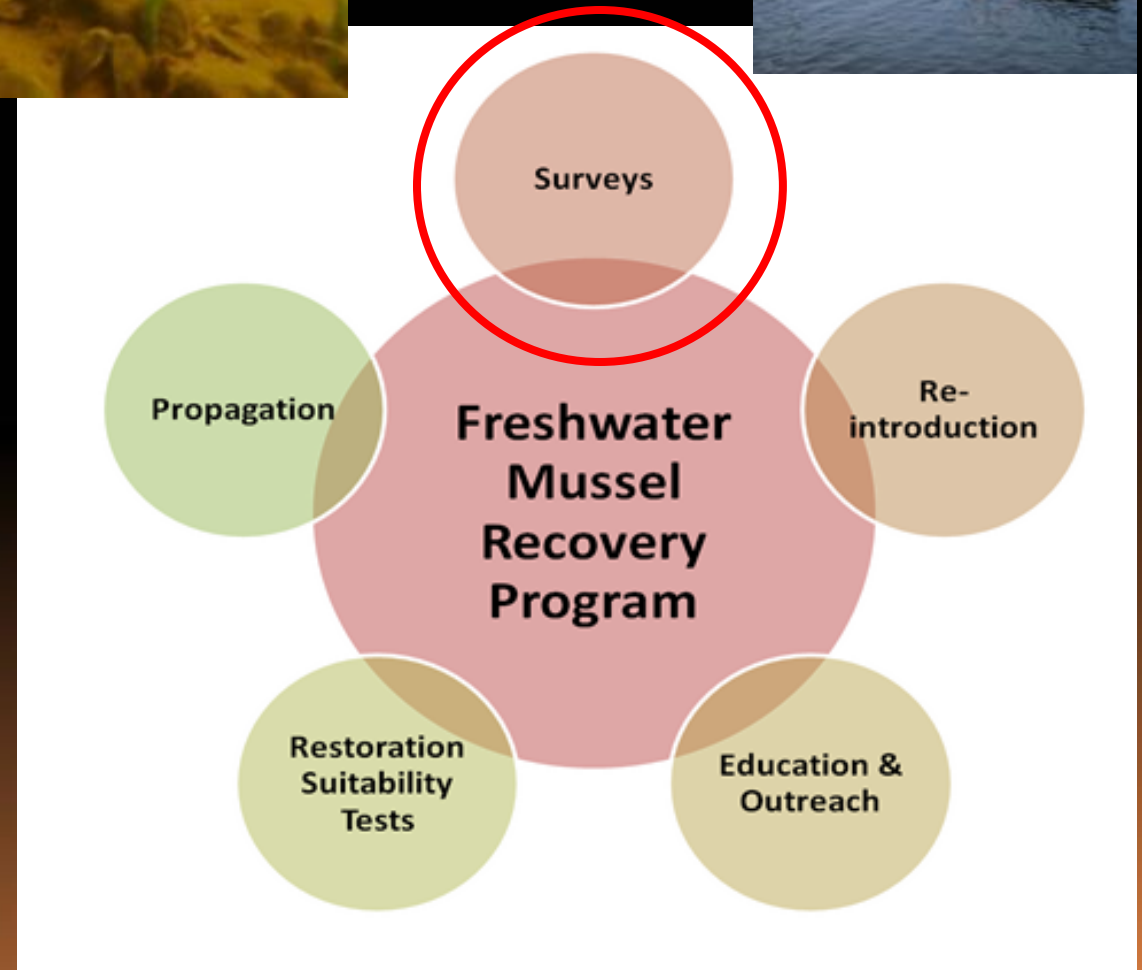 Surveys
Propagation
Re-
introduction
Freshwater
Mussel
Recovery
Program
Restoration
Suitability
Tests
Education &
Outreach